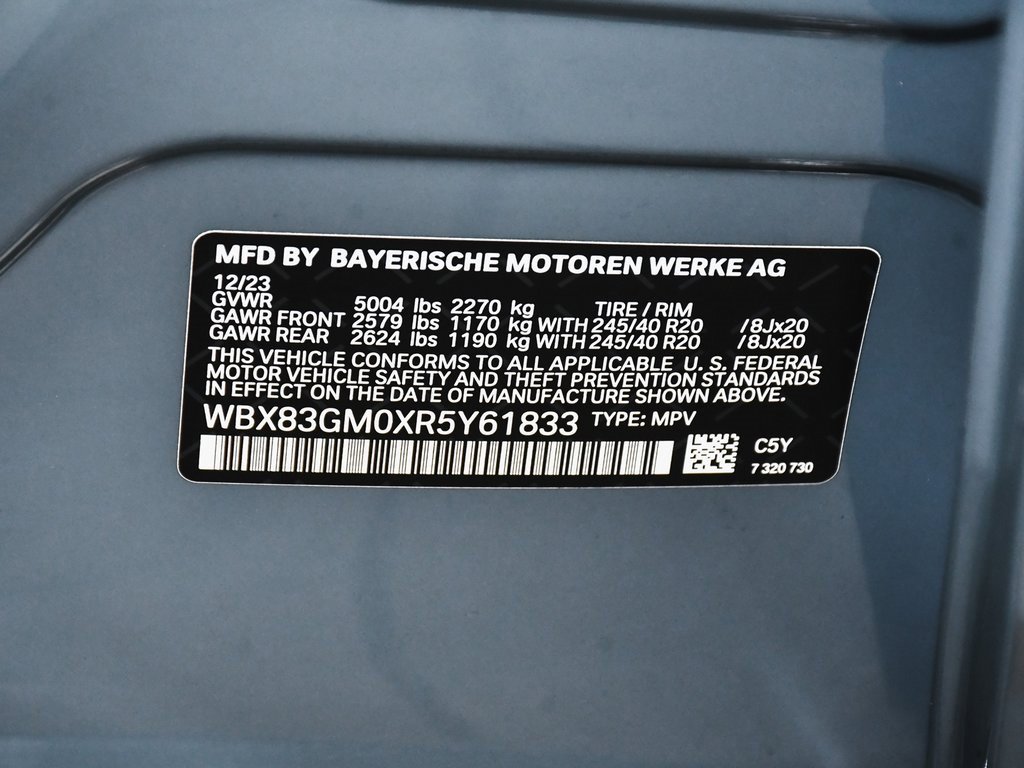 MFD BY BAYERISCHE MOTOREN WERKE AG
12/23
GVWR 5004 lbs 2270 kg TIRE / RIM
GAWR FRONT 2579 lbs 1170 kg WITH 245/40 R20 /8Jx20
GAWR REAR 2624 lbs 1190 kg WITH 245/40 R20 /8Jx20
THIS VEHICLE CONFORMS TO ALL APPLICABLE U. S. FEDERAL
MOTOR VEHICLE SAFETY AND THEFT PREVENTION STANDARDS
IN EFFECT ON THE DATE OF MANUFACTURE SHOWN ABOVE.
WBX83GM0XR5Y61833 TYPE: MPV
C5Y
7 320 730